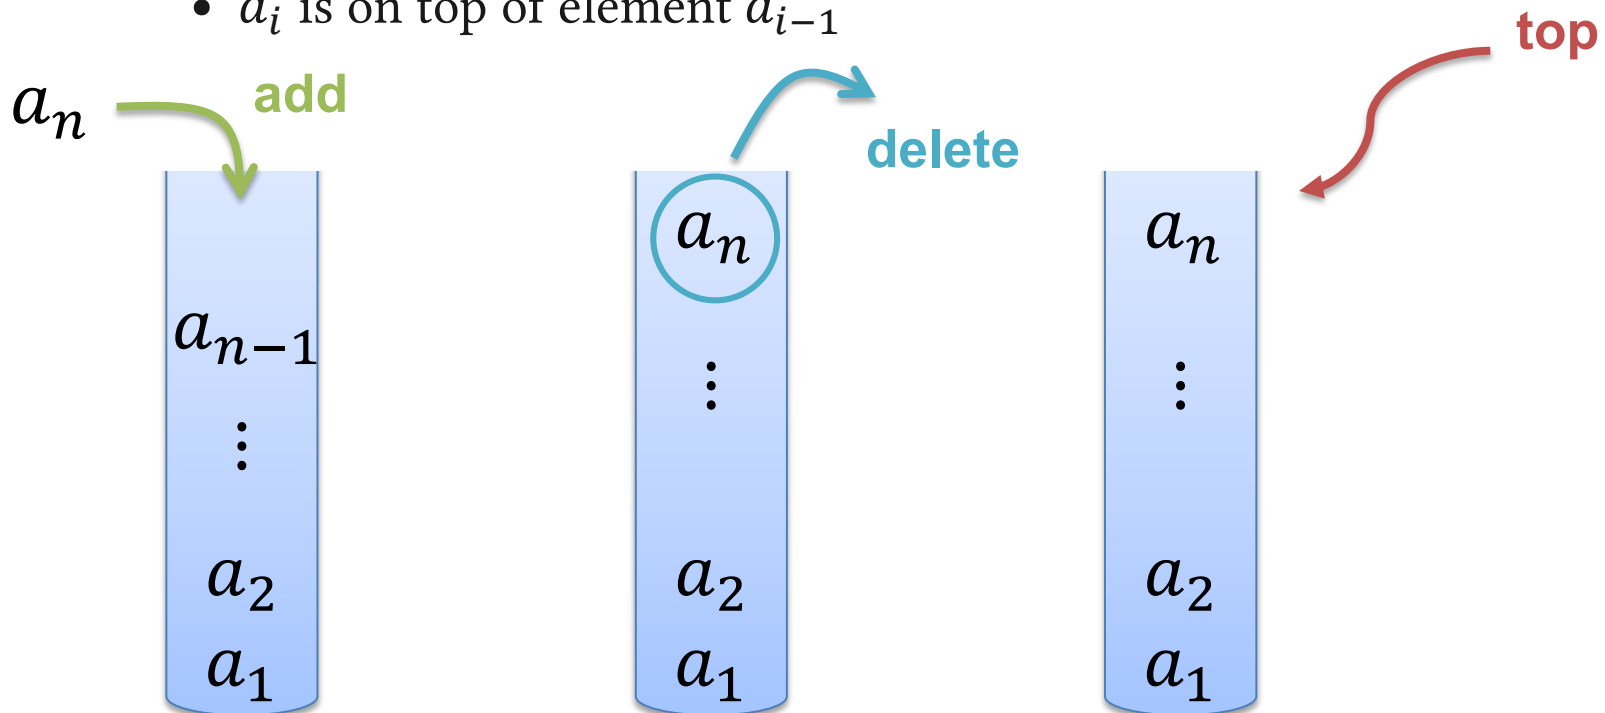 • aᵢ is on top of element aᵢ₋₁
top
aₙ
add
delete
aₙ₋₁
⋮
a₂
a₁
aₙ
⋮
a₂
a₁
aₙ
⋮
a₂
a₁